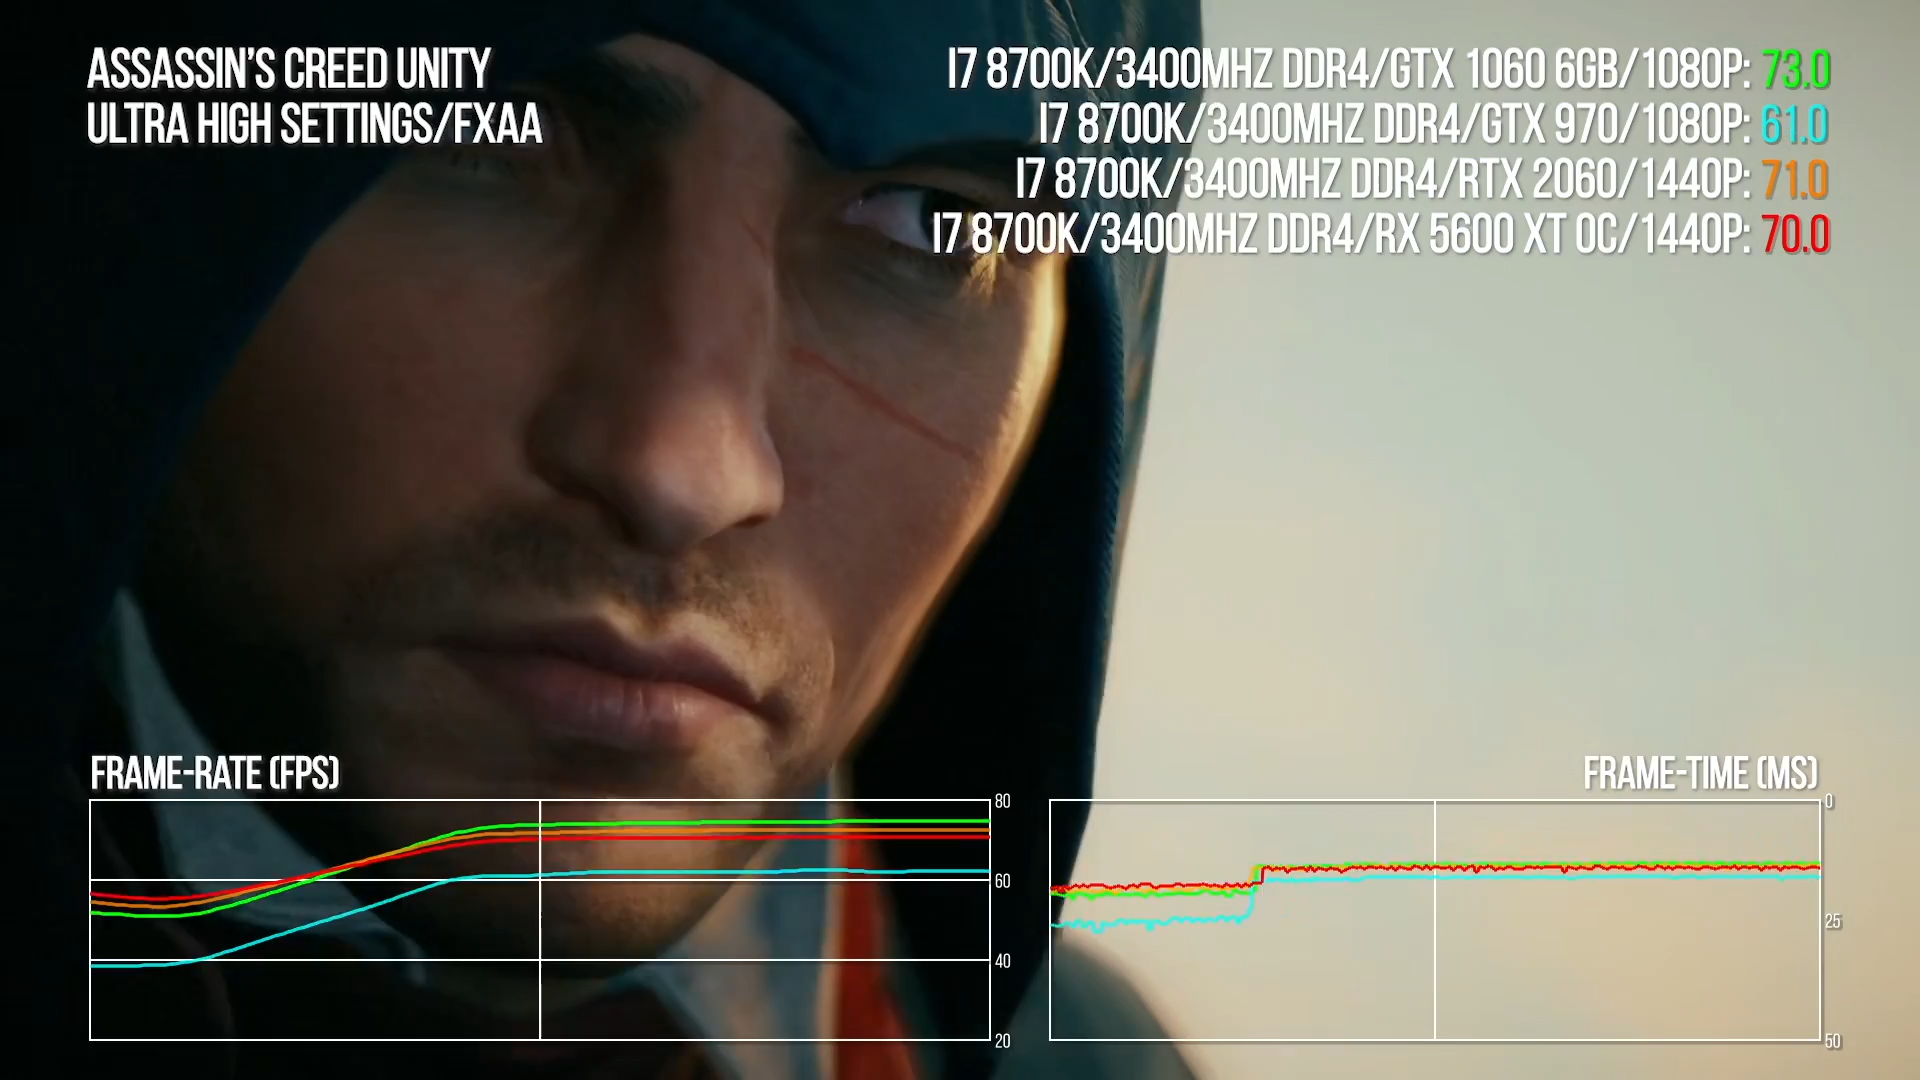 ASSASSIN'S CREED UNITY
ULTRA HIGH SETTINGS/FXAA
I7 8700K/3400MHZ DDR4/GTX 1060 6GB/1080P: 73.0
I7 8700K/3400MHZ DDR4/GTX 970/1080P: 61.0
I7 8700K/3400MHZ DDR4/RTX 2060/1440P: 71.0
I7 8700K/3400MHZ DDR4/RX 5600 XT OC/1440P: 70.0
FRAME-RATE (FPS)
80
60
40
20
FRAME-TIME (MS)
0
25
50